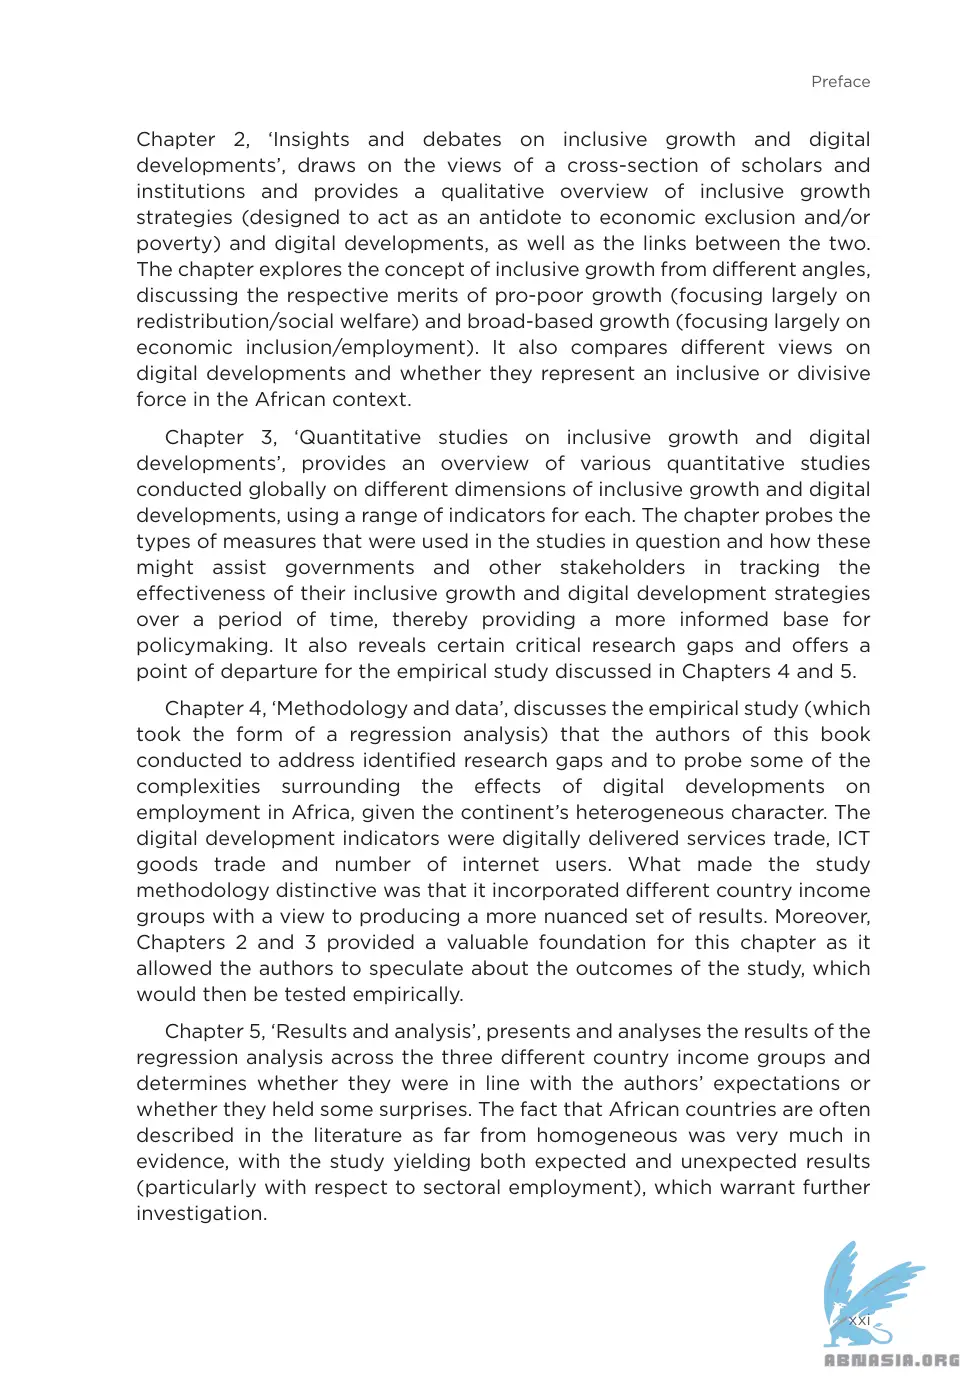 Preface
Chapter 2, ‘Insights and debates on inclusive growth and digital
developments’, draws on the views of a cross-section of scholars and
institutions and provides a qualitative overview of inclusive growth
strategies (designed to act as an antidote to economic exclusion and/or
poverty) and digital developments, as well as the links between the two.
The chapter explores the concept of inclusive growth from different angles,
discussing the respective merits of pro-poor growth (focusing largely on
redistribution/social welfare) and broad-based growth (focusing largely on
economic inclusion/employment). It also compares different views on
digital developments and whether they represent an inclusive or divisive
force in the African context.
Chapter 3, ‘Quantitative studies on inclusive growth and digital
developments’, provides an overview of various quantitative studies
conducted globally on different dimensions of inclusive growth and digital
developments, using a range of indicators for each. The chapter probes the
types of measures that were used in the studies in question and how these
might assist governments and other stakeholders in tracking the
effectiveness of their inclusive growth and digital development strategies
over a period of time, thereby providing a more informed base for
policymaking. It also reveals certain critical research gaps and offers a
point of departure for the empirical study discussed in Chapters 4 and 5.
Chapter 4, ‘Methodology and data’, discusses the empirical study (which
took the form of a regression analysis) that the authors of this book
conducted to address identified research gaps and to probe some of the
complexities surrounding the effects of digital developments on
employment in Africa, given the continent’s heterogeneous character. The
digital development indicators were digitally delivered services trade, ICT
goods trade and number of internet users. What made the study
methodology distinctive was that it incorporated different country income
groups with a view to producing a more nuanced set of results. Moreover,
Chapters 2 and 3 provided a valuable foundation for this chapter as it
allowed the authors to speculate about the outcomes of the study, which
would then be tested empirically.
Chapter 5, ‘Results and analysis’, presents and analyses the results of the
regression analysis across the three different country income groups and
determines whether they were in line with the authors’ expectations or
whether they held some surprises. The fact that African countries are often
described in the literature as far from homogeneous was very much in
evidence, with the study yielding both expected and unexpected results
(particularly with respect to sectoral employment), which warrant further
investigation.
xxi
ABNASIA.ORG